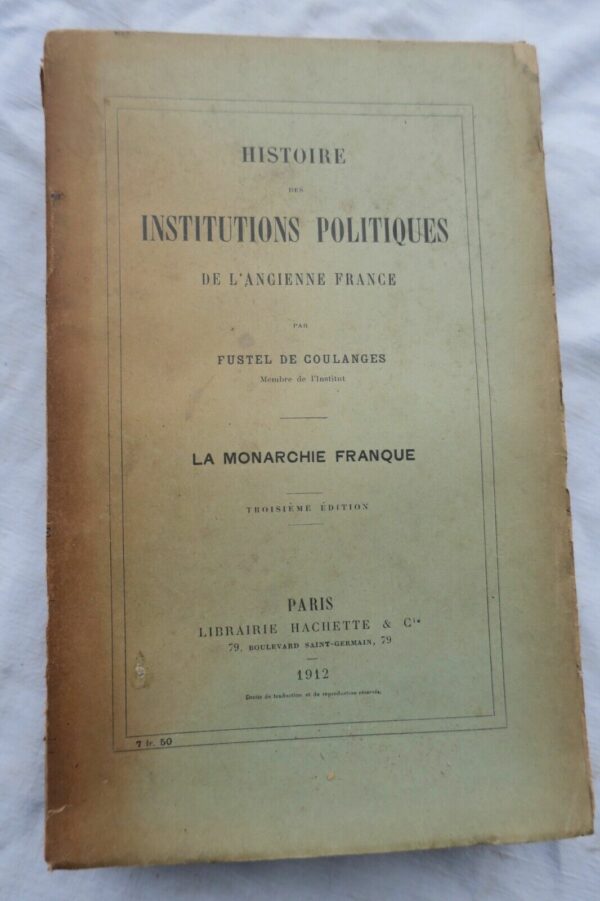 HISTOIRE
DES
INSTITUTIONS POLITIQUES
DE L'ANCIENNE FRANCE
PAR
FUSTEL DE COULANGES
Membre de l'Institut
LA MONARCHIE FRANQUE
TROISIÈME ÉDITION
PARIS
LIBRAIRIE HACHETTE & Cie
79, BOULEVARD SAINT-GERMAIN, 79
1912
Droits de traduction et de reproduction réservés.
7 fr. 50